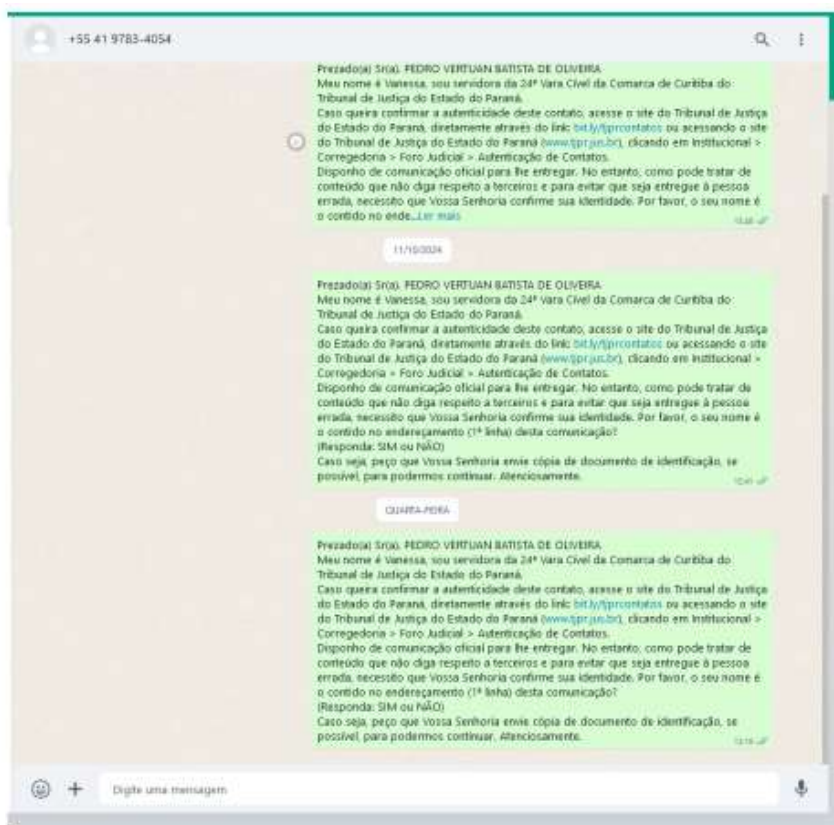 +55 41 9783-4054
Prezado(a) Sr(a). PEDRO VERTUAN BATISTA DE OLIVEIRA
Meu nome é Vanessa, sou servidora da 24ª Vara Cível da Comarca de Curitiba do
Tribunal de Justiça do Estado do Paraná.
Caso queira confirmar a autenticidade deste contato, acesse o site do Tribunal de Justiça
do Estado do Paraná, diretamente através do link: bit.ly/tjprcontatos ou acessando o site
do Tribunal de Justiça do Estado do Paraná (www.tjpr.jus.br), clicando em Institucional >
Corregedoria > Foro Judicial > Autenticação de Contatos.
Disponho de comunicação oficial para lhe entregar. No entanto, como pode tratar de
conteúdo que não diga respeito a terceiros e para evitar que seja entregue à pessoa
errada, necessito que Vossa Senhoria confirme sua identidade. Por favor, o seu nome é
o contido no ende...Ler mais
11/10/2024
Prezado(a) Sr(a). PEDRO VERTUAN BATISTA DE OLIVEIRA
Meu nome é Vanessa, sou servidora da 24ª Vara Cível da Comarca de Curitiba do
Tribunal de Justiça do Estado do Paraná.
Caso queira confirmar a autenticidade deste contato, acesse o site do Tribunal de Justiça
do Estado do Paraná, diretamente através do link: bit.ly/tjprcontatos ou acessando o site
do Tribunal de Justiça do Estado do Paraná (www.tjpr.jus.br), clicando em Institucional >
Corregedoria > Foro Judicial > Autenticação de Contatos.
Disponho de comunicação oficial para lhe entregar. No entanto, como pode tratar de
conteúdo que não diga respeito a terceiros e para evitar que seja entregue à pessoa
errada, necessito que Vossa Senhoria confirme sua identidade. Por favor, o seu nome é
o contido no endereçamento (1ª linha) desta comunicação?
(Responda: SIM ou NÃO)
Caso seja, peço que Vossa Senhoria envie cópia de documento de identificação, se
possível, para podermos continuar. Atenciosamente.
QUARTA-FEIRA
Prezado(a) Sr(a). PEDRO VERTUAN BATISTA DE OLIVEIRA
Meu nome é Vanessa, sou servidora da 24ª Vara Cível da Comarca de Curitiba do
Tribunal de Justiça do Estado do Paraná.
Caso queira confirmar a autenticidade deste contato, acesse o site do Tribunal de Justiça
do Estado do Paraná, diretamente através do link: bit.ly/tjprcontatos ou acessando o site
do Tribunal de Justiça do Estado do Paraná (www.tjpr.jus.br), clicando em Institucional >
Corregedoria > Foro Judicial > Autenticação de Contatos.
Disponho de comunicação oficial para lhe entregar. No entanto, como pode tratar de
conteúdo que não diga respeito a terceiros e para evitar que seja entregue à pessoa
errada, necessito que Vossa Senhoria confirme sua identidade. Por favor, o seu nome é
o contido no endereçamento (1ª linha) desta comunicação?
(Responda: SIM ou NÃO)
Caso seja, peço que Vossa Senhoria envie cópia de documento de identificação, se
possível, para podermos continuar. Atenciosamente.
Digite uma mensagem